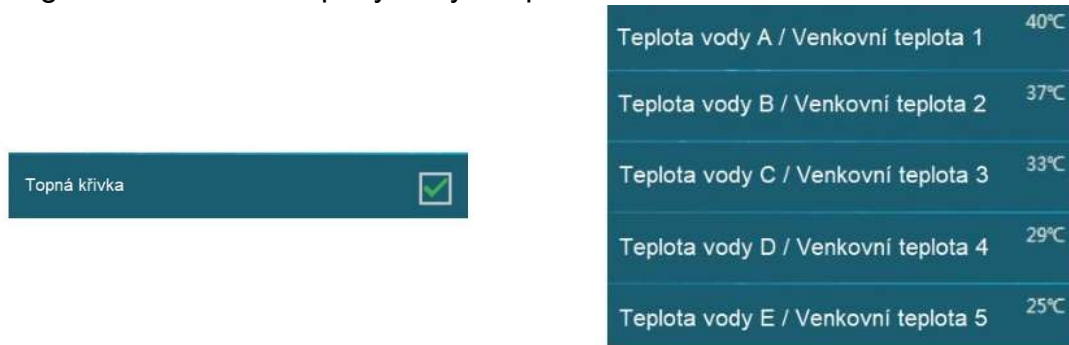 Topná křivka
Teplota vody A / Venkovní teplota 1 40℃
Teplota vody B / Venkovní teplota 2 37℃
Teplota vody C / Venkovní teplota 3 33℃
Teplota vody D / Venkovní teplota 4 29℃
Teplota vody E / Venkovní teplota 5 25℃